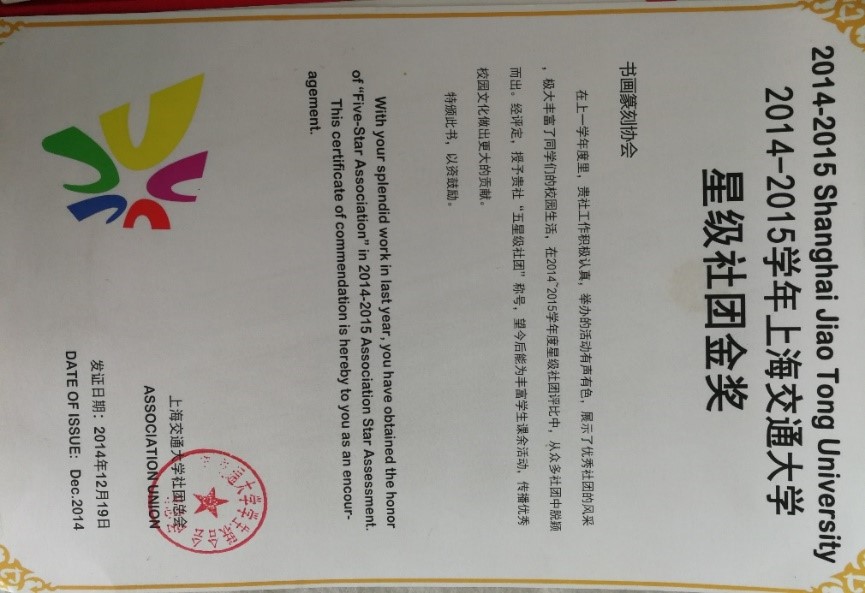 2014-2015 Shanghai Jiao Tong University
2014-2015学年上海交通大学
星级社团金奖
书画篆刻协会
在上一学年度里，贵社工作积极认真，举办的活动有声有色，展示了优秀社团的风采
，极大丰富了同学们的校园生活，在2014~2015学年度星级社团评比中，从众多社团中脱颖
而出。经评定，授予贵社“五星级社团”称号，望今后能为丰富学生课余活动，传播优秀
校园文化做出更大的贡献。
特颁此书，以资鼓励。
With your splendid work in last year, you have obtained the honor
of "Five-Star Association" in 2014-2015 Association Star Assessment.
This certificate of commendation is hereby to you as an encour-
agement.
上海交通大学社团总会
ASSOCIATION UNION
发证日期：2014年12月19日
DATE OF ISSUE: Dec.2014